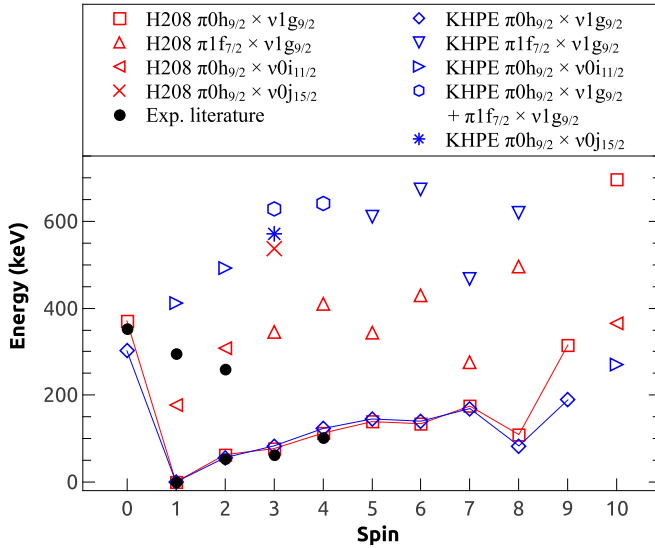 H208 π0h9/2 × ν1g9/2
H208 π1f7/2 × ν1g9/2
H208 π0h9/2 × ν0i11/2
H208 π0h9/2 × ν0j15/2
Exp. literature
KHPE π0h9/2 × ν1g9/2
KHPE π1f7/2 × ν1g9/2
KHPE π0h9/2 × ν0i11/2
KHPE π0h9/2 × ν1g9/2
+ π1f7/2 × ν1g9/2
KHPE π0h9/2 × ν0j15/2
Energy (keV)
600
400
200
0
0 1 2 3 4 5 6 7 8 9 10
Spin